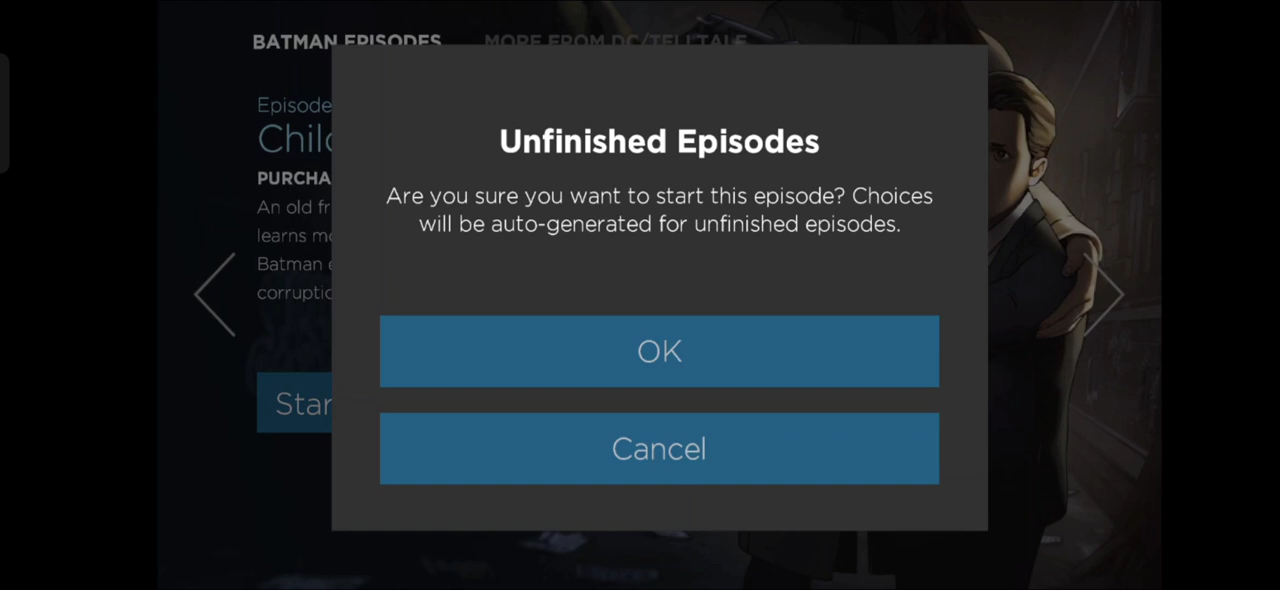 BATMAN EPISODES MORE FROM DC/TELLTALE
Episode
Chil
PURCHA
An old fr
learns m
Batman
corruptio
Star
Unfinished Episodes
Are you sure you want to start this episode? Choices
will be auto-generated for unfinished episodes.
OK
Cancel